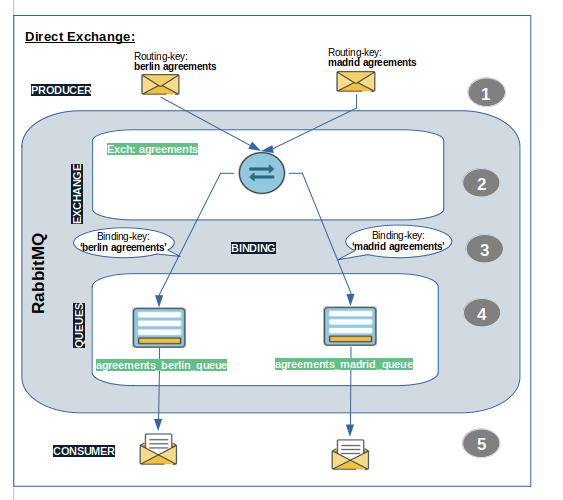 Direct Exchange:
Routing-key:
berlin agreements
Routing-key:
madrid agreements
PRODUCER
1
Exch: agreements
EXCHANGE
2
RabbitMQ
Binding-key:
'berlin agreements'
BINDING
Binding-key:
'madrid agreements'
3
QUEUES
4
agreements_berlin_queue
agreements_madrid_queue
CONSUMER
5